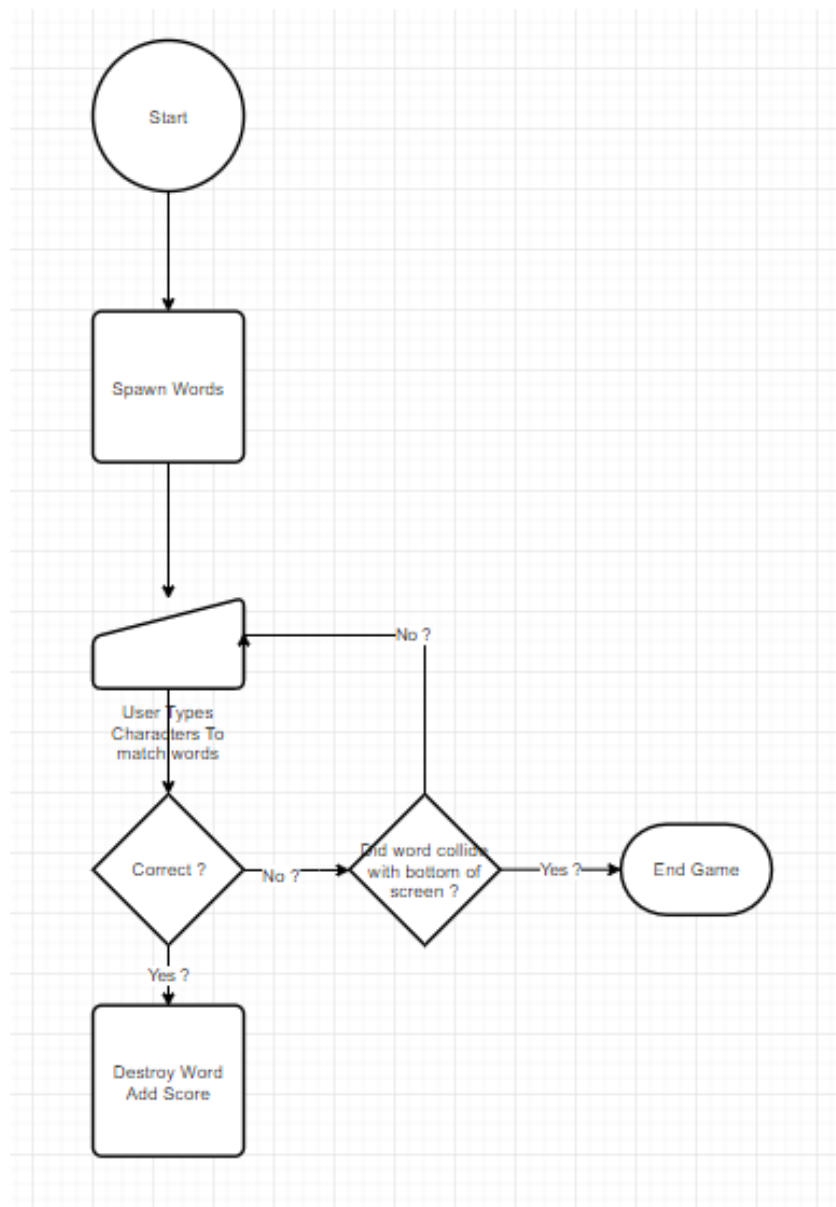 Start
Spawn Words
No ?
User Types
Characters To
match words
Correct ?
No ?
Did word collide
with bottom of
screen ?
Yes ?
End Game
Yes ?
Destroy Word
Add Score